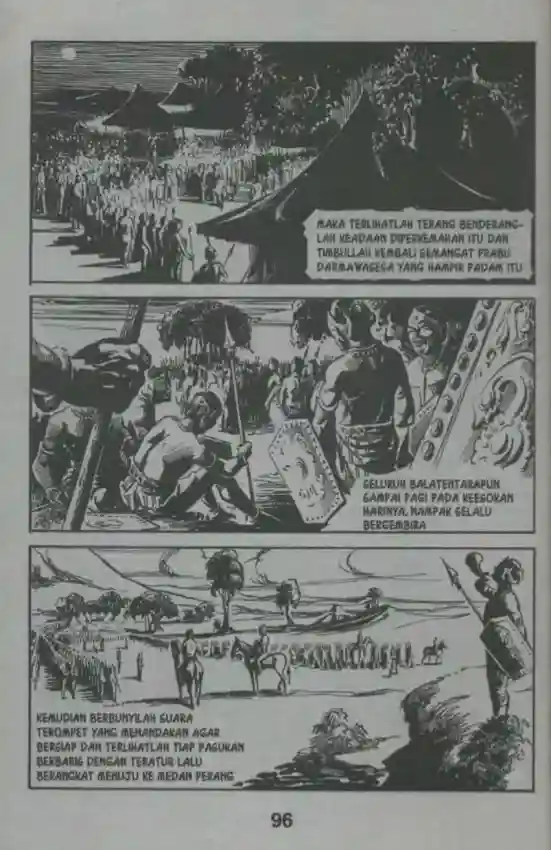 MAKA TERLIHATLAH TERANG BENDERANG-
LAH KEADAAN DIPERKEMAHAN ITU DAN
TIMBULLAH KEMBALI SEMANGAT PRABU
DARMAWASESA YANG HAMPIR PADAM ITU
SELURUH BALATENTARAPUN
SAMPAI PAGI PADA KEESOKAN
HARINYA, NAMPAK SELALU
BERGEMBIRA
KEMUDIAN BERBUNYILAH SUARA
TEROMPET YANG MENANDAKAN AGAR
BERSIAP DAN TERLIHATLAH TIAP PASUKAN
BERBARIS DENGAN TERATUR LALU
BERANGKAT MENUJU KE MEDAN PERANG
96